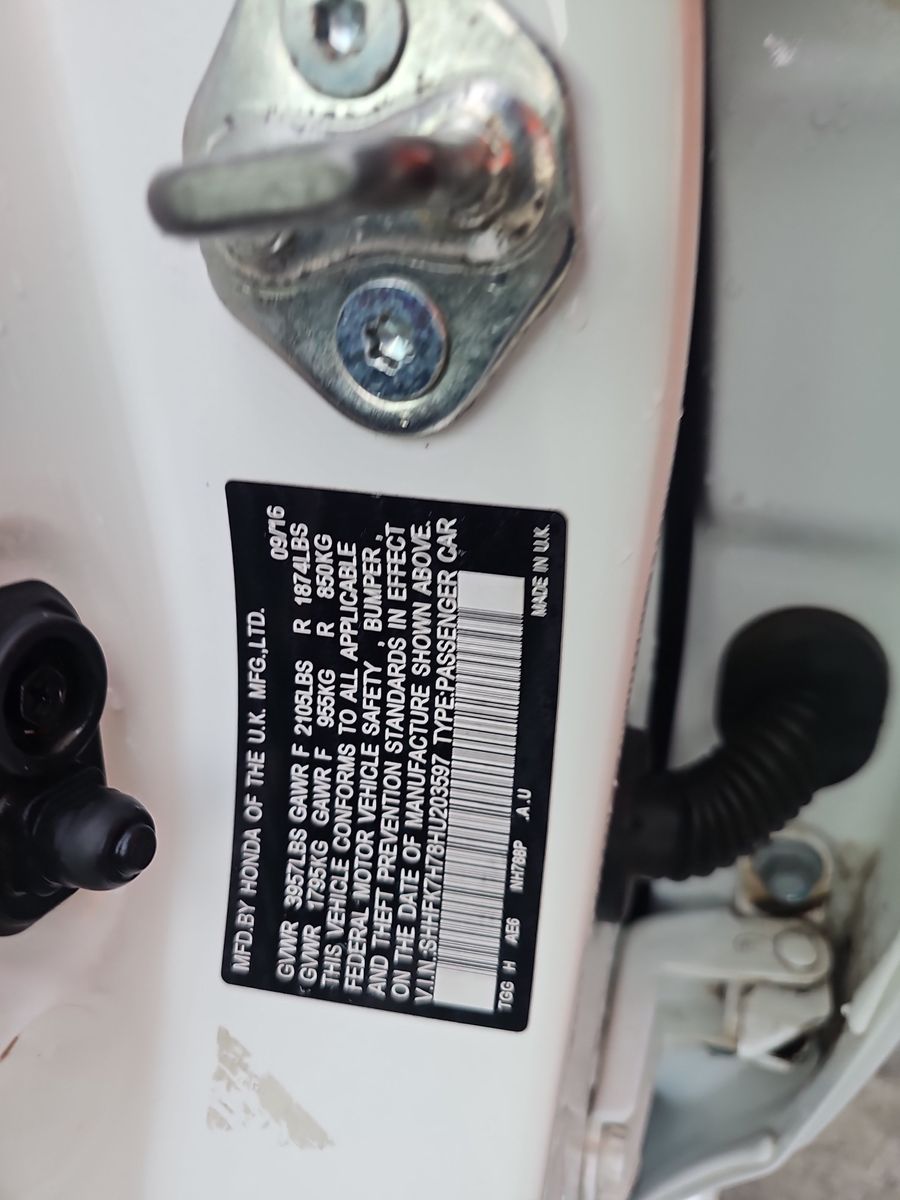 MFD.BY HONDA OF THE U.K. MFG.,LTD.
09/16
GVWR 3957LBS GAWR F 2105LBS R 1874LBS
GVWR 1795KG GAWR F 955KG R 850KG
THIS VEHICLE CONFORMS TO ALL APPLICABLE
FEDERAL MOTOR VEHICLE SAFETY , BUMPER ,
AND THEFT PREVENTION STANDARDS IN EFFECT
ON THE DATE OF MANUFACTURE SHOWN ABOVE.
V.I.N:SHHFK7H78HU203597 TYPE:PASSENGER CAR
TGG H AE6 NH788P .A.U
MADE IN U.K.